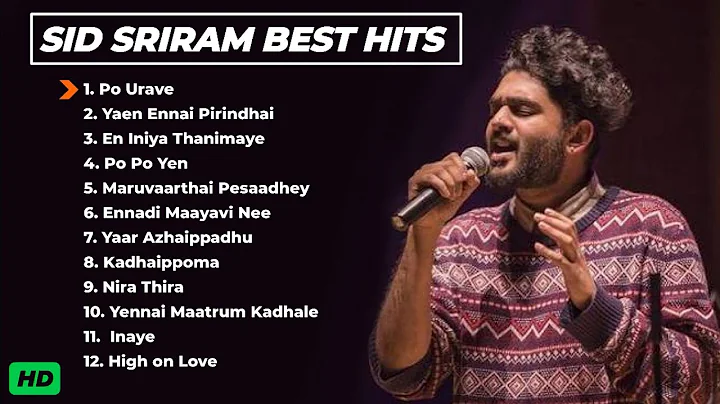 SID SRIRAM BEST HITS
1. Po Urave
2. Yaen Ennai Pirindhai
3. En Iniya Thanimaye
4. Po Po Yen
5. Maruvaarthai Pesaadhey
6. Ennadi Maayavi Nee
7. Yaar Azhaippadhu
8. Kadhaippoma
9. Nira Thira
10. Yennai Maatrum Kadhale
11. Inaye
12. High on Love
HD